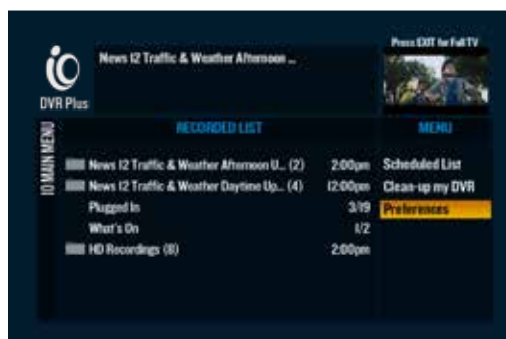 Press EXIT for Full TV
iO
DVR Plus
News 12 Traffic & Weather Afternoon ...
iO MAIN MENU
RECORDED LIST
MENU
News 12 Traffic & Weather Afternoon U... (2) 2:00pm
News 12 Traffic & Weather Daytime Up... (4) 12:00pm
Plugged In 3/19
What's On 1/2
HD Recordings (8) 2:00pm
Scheduled List
Clean-up my DVR
Preferences